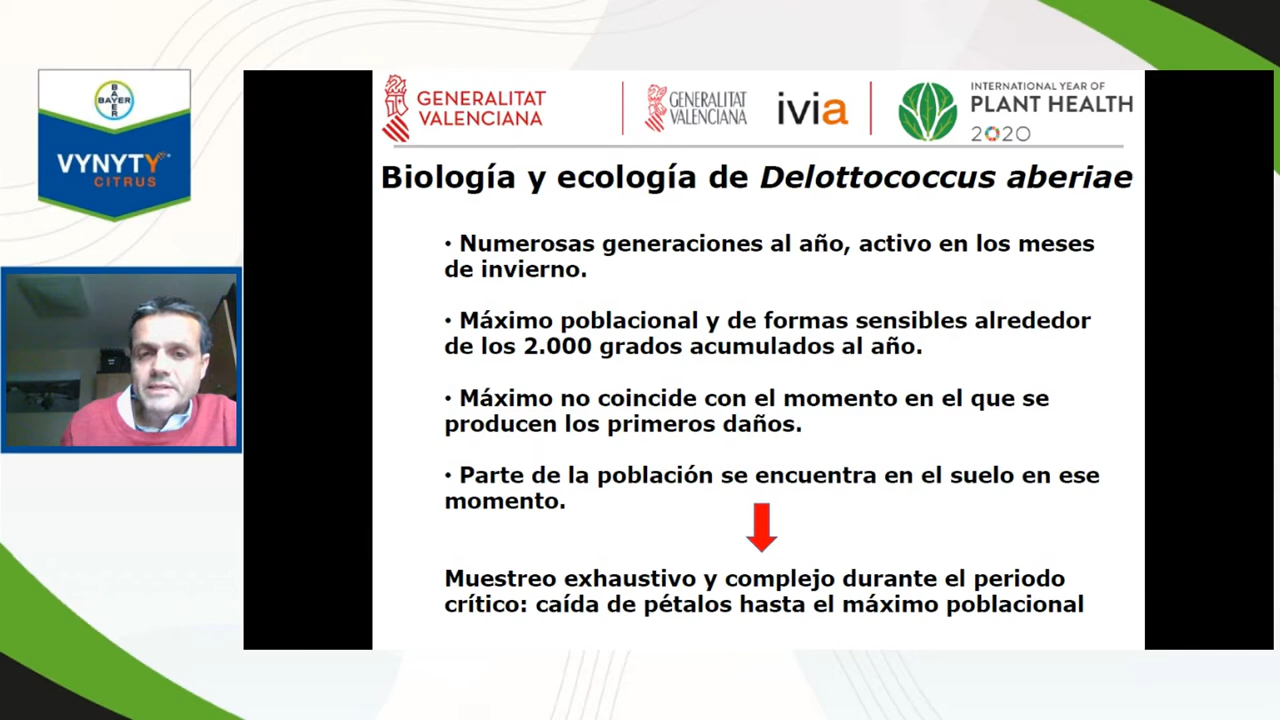 BAYER
BAYER
VYNYTY
CITRUS
GENERALITAT
VALENCIANA
GENERALITAT
VALENCIANA
ivia
INTERNATIONAL YEAR OF
PLANT HEALTH
2020
Biología y ecología de Delottococcus aberiae
• Numerosas generaciones al año, activo en los meses
de invierno.
• Máximo poblacional y de formas sensibles alrededor
de los 2.000 grados acumulados al año.
• Máximo no coincide con el momento en el que se
producen los primeros daños.
• Parte de la población se encuentra en el suelo en ese
momento.
Muestreo exhaustivo y complejo durante el periodo
crítico: caída de pétalos hasta el máximo poblacional